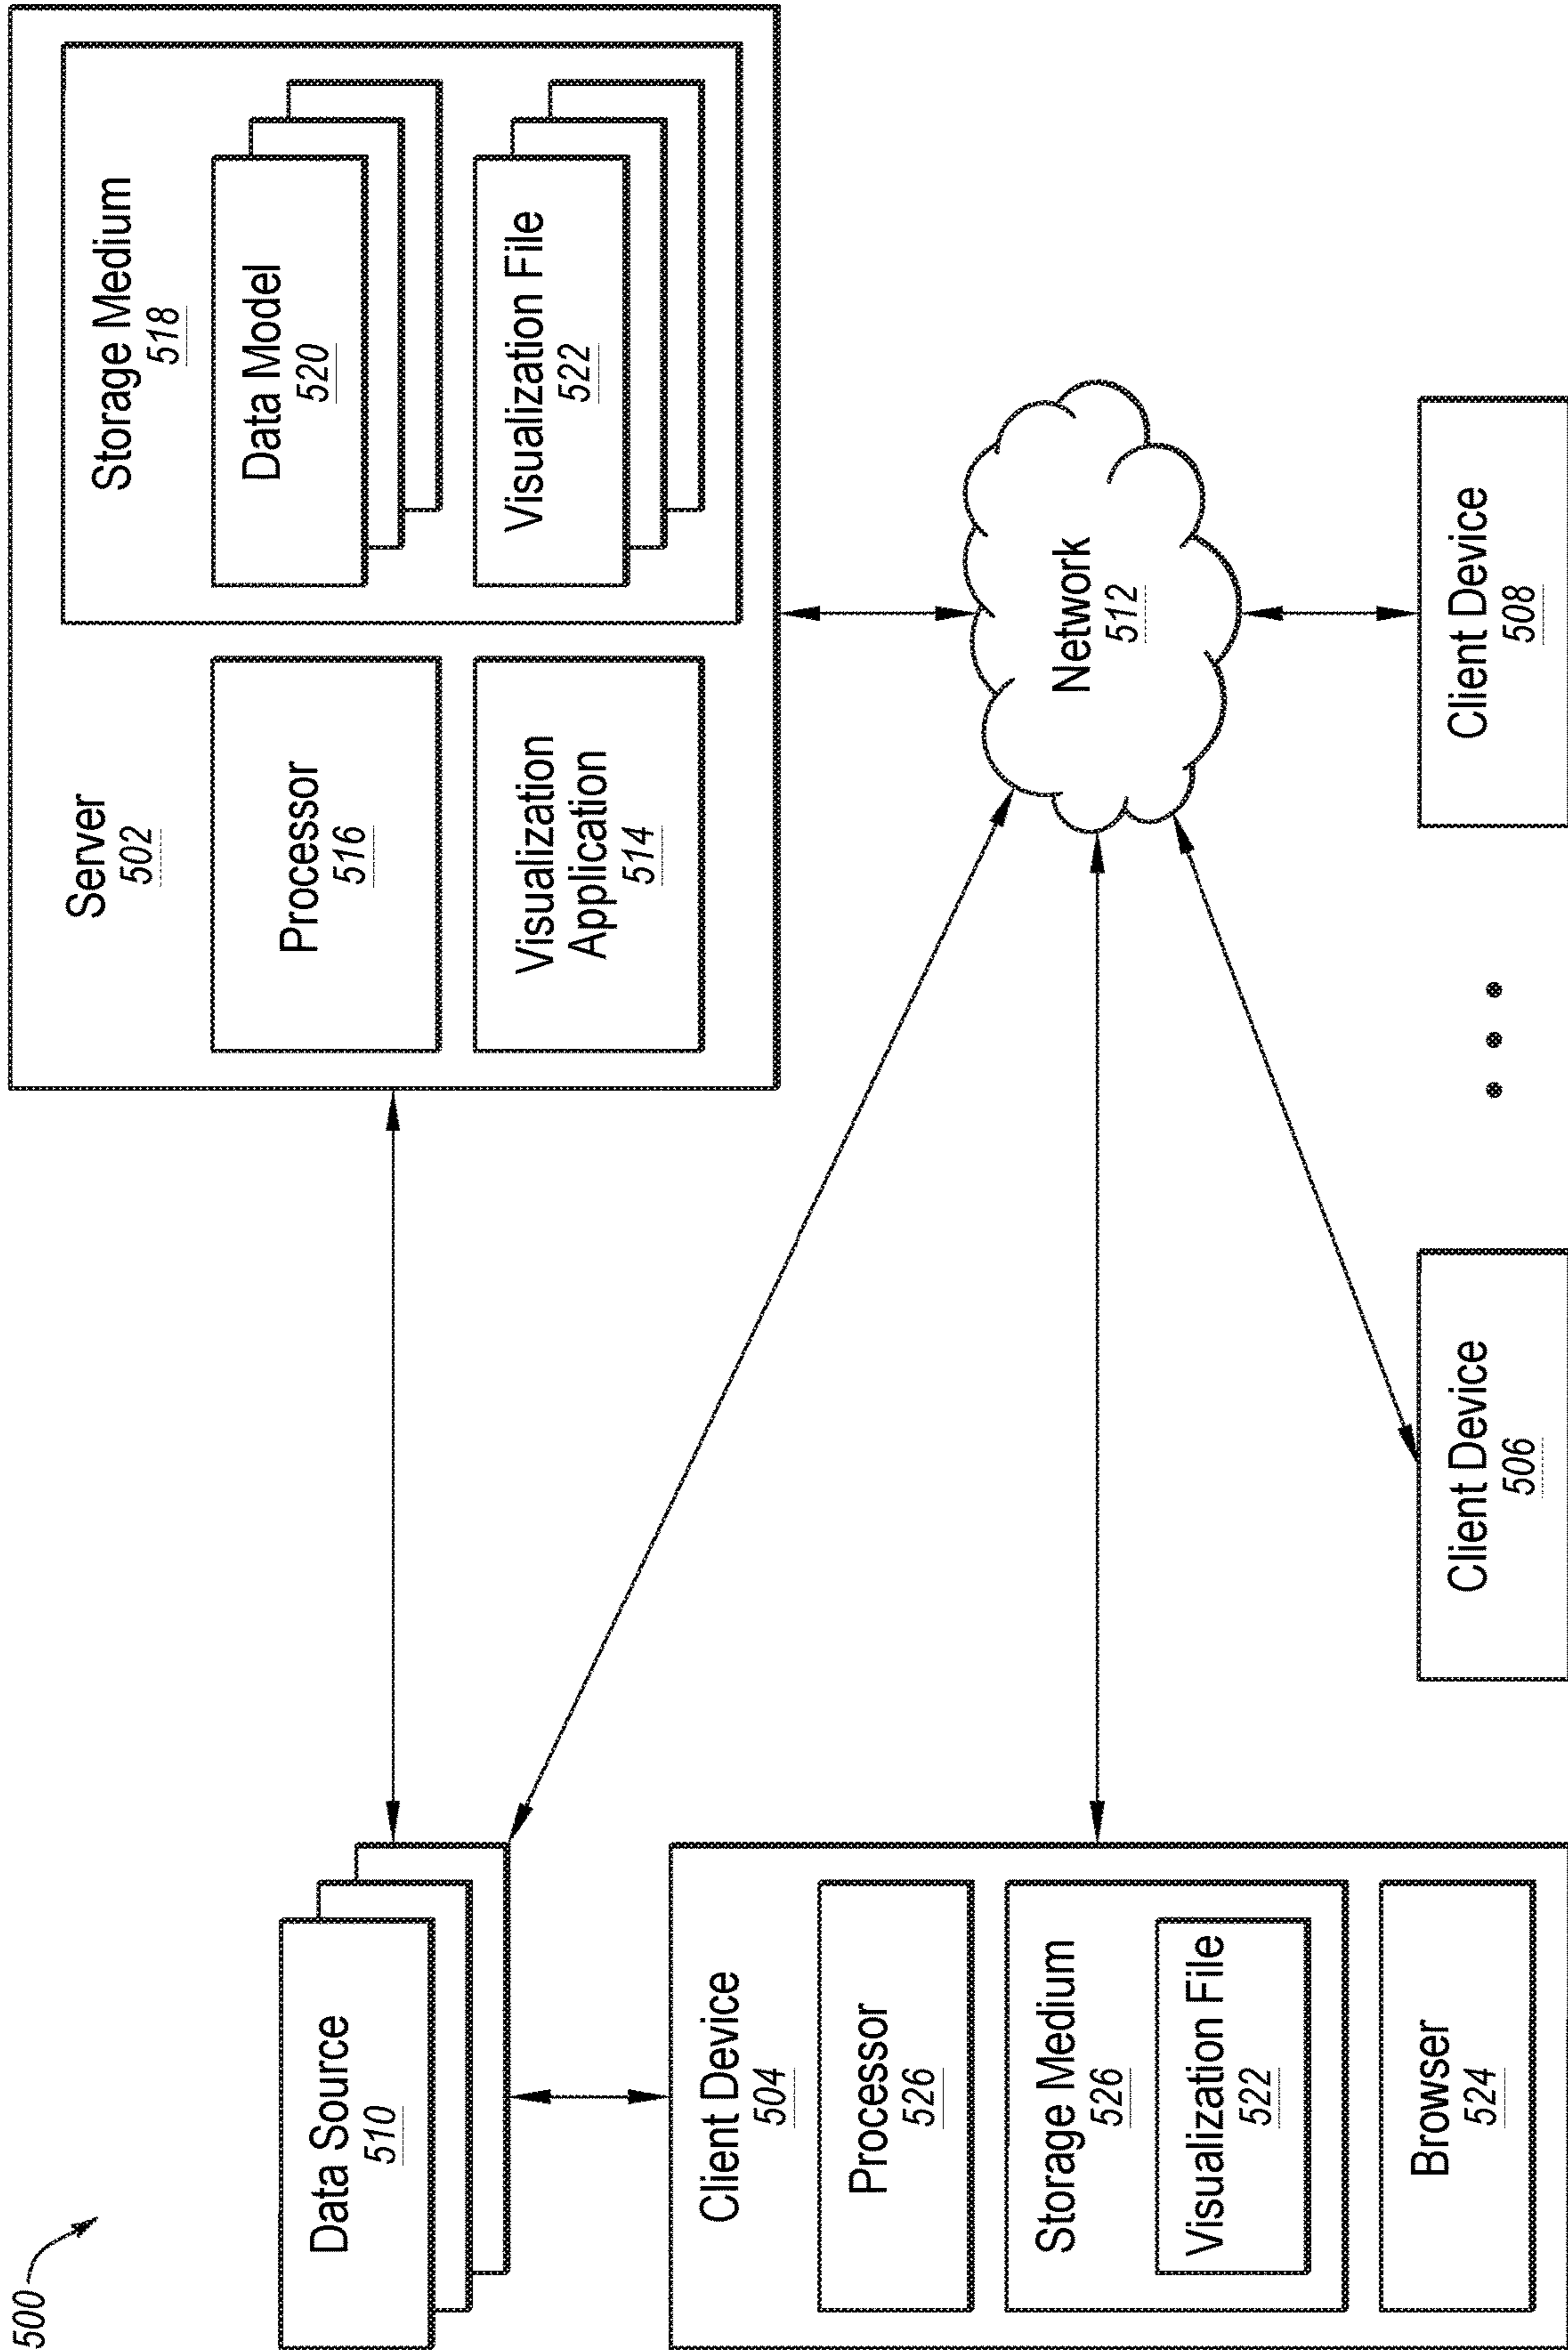 500
Data Source
510
Server
502
Processor
516
Visualization
Application
514
Storage Medium
518
Data Model
520
Visualization File
522
Client Device
504
Processor
526
Storage Medium
526
Visualization File
522
Browser
524
Network
512
Client Device
506
Client Device
508